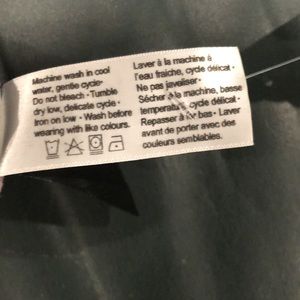 Machine wash in cool
water, gentle cycle·
Do not bleach · Tumble
dry low, delicate cycle ·
Iron on low · Wash before
wearing with like colours.
Laver à la machine à
l'eau fraîche, cycle délicat ·
Ne pas javeliser ·
Sécher à la machine, basse
température, cycle délicat ·
Repasser à fer bas · Laver
avant de porter avec des
couleurs semblables.